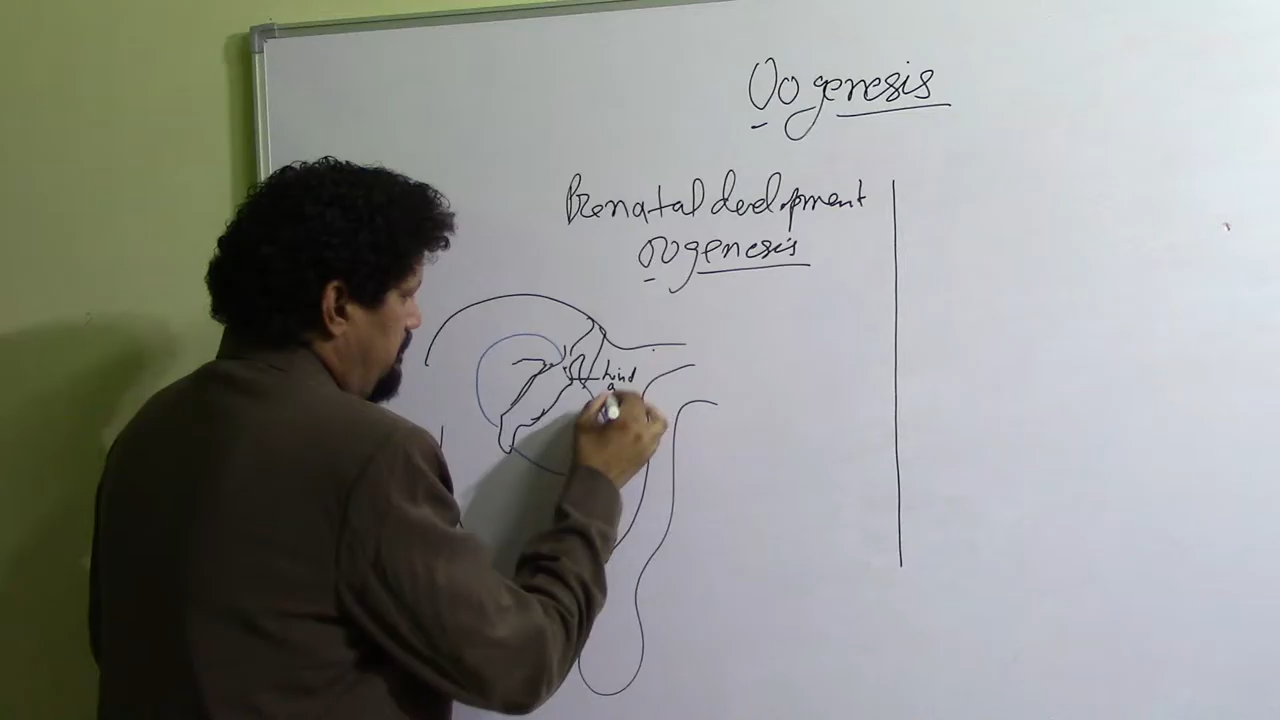 Oogenesis
Prenatal development
oogenesis
hind